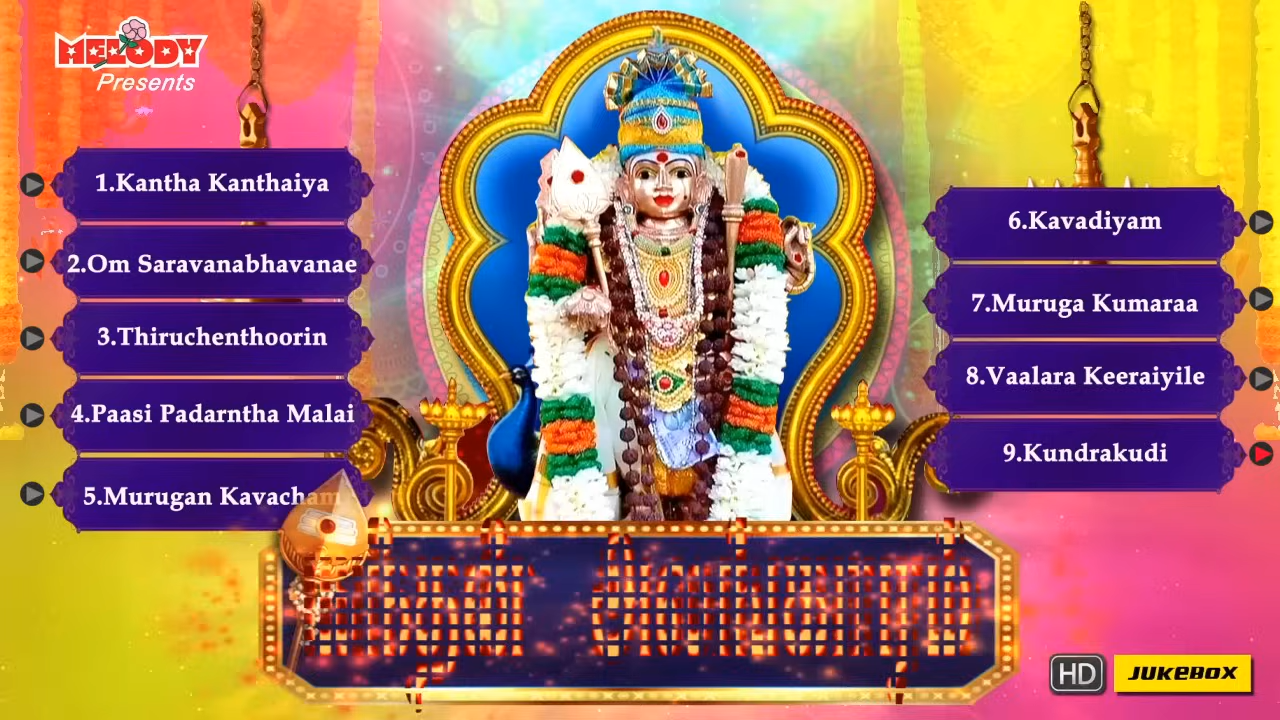 MELODY
Presents
1.Kantha Kanthaiya
2.Om Saravanabhavanae
3.Thiruchenthoorin
4.Paasi Padarntha Malai
5.Murugan Kavacham
6.Kavadiyam
7.Muruga Kumaraa
8.Vaalara Keeraiyile
9.Kundrakudi
HD
JUKEBOX